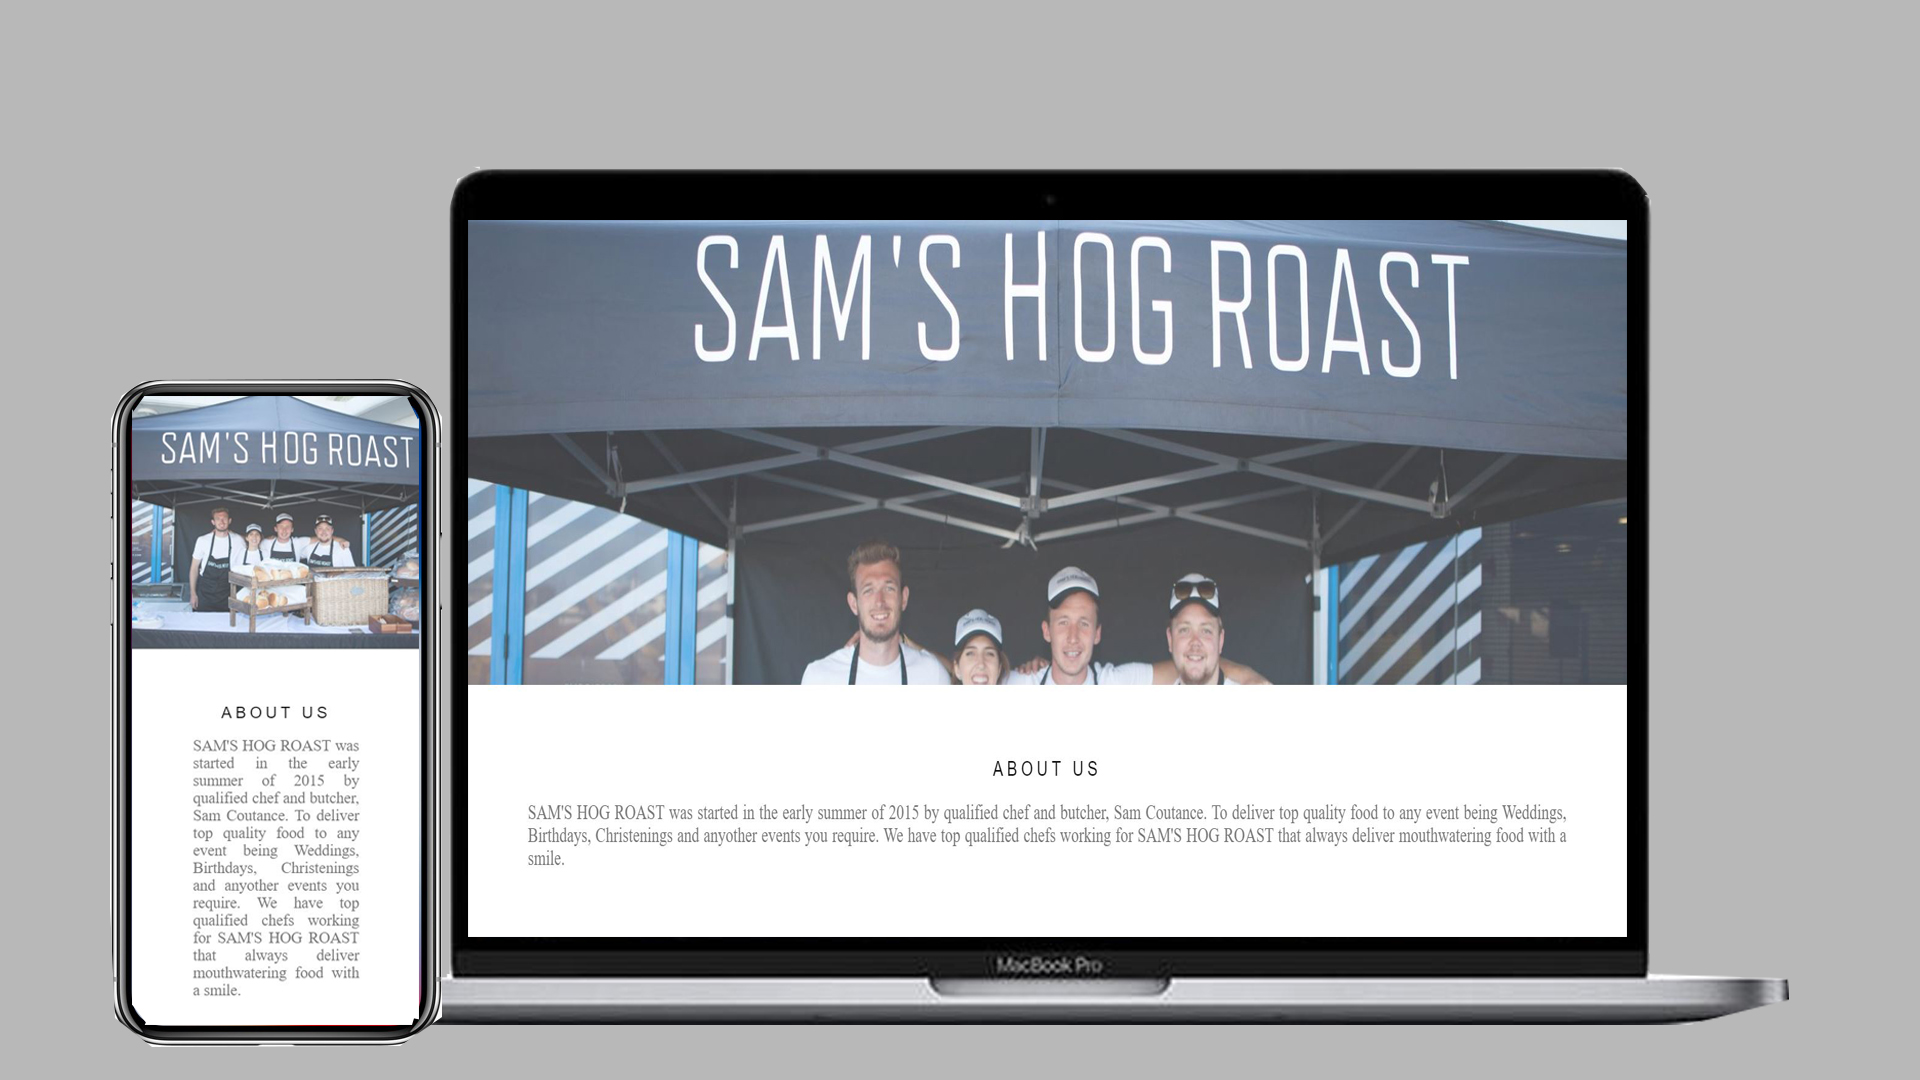 SAM'S HOG ROAST
ABOUT US
SAM'S HOG ROAST was
started in the early
summer of 2015 by
qualified chef and butcher,
Sam Coutance. To deliver
top quality food to any
event being Weddings,
Birthdays, Christenings
and anyother events you
require. We have top
qualified chefs working
for SAM'S HOG ROAST
that always deliver
mouthwatering food with
a smile.
SAM'S HOG ROAST
ABOUT US
SAM'S HOG ROAST was started in the early summer of 2015 by qualified chef and butcher, Sam Coutance. To deliver top quality food to any event being Weddings,
Birthdays, Christenings and anyother events you require. We have top qualified chefs working for SAM'S HOG ROAST that always deliver mouthwatering food with a
smile.
MacBook Pro